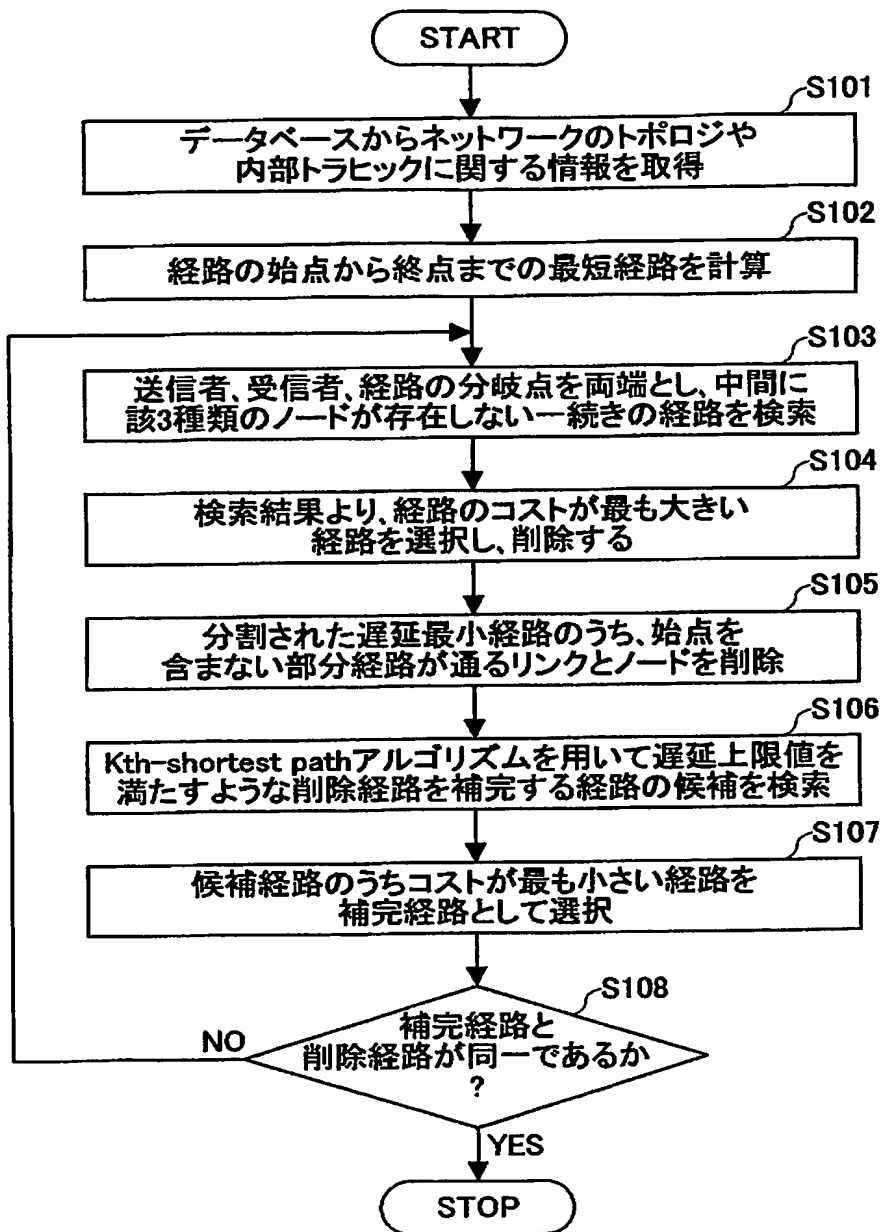 START
S101
データベースからネットワークのトポロジや
内部トラヒックに関する情報を取得
S102
経路の始点から終点までの最短経路を計算
S103
送信者、受信者、経路の分岐点を両端とし、中間に
該3種類のノードが存在しない一続きの経路を検索
S104
検索結果より、経路のコストが最も大きい
経路を選択し、削除する
S105
分割された遅延最小経路のうち、始点を
含まない部分経路が通るリンクとノードを削除
S106
Kth-shortest pathアルゴリズムを用いて遅延上限値を
満たすような削除経路を補完する経路の候補を検索
S107
候補経路のうちコストが最も小さい経路を
補完経路として選択
S108
補完経路と
削除経路が同一であるか
?
NO
YES
STOP